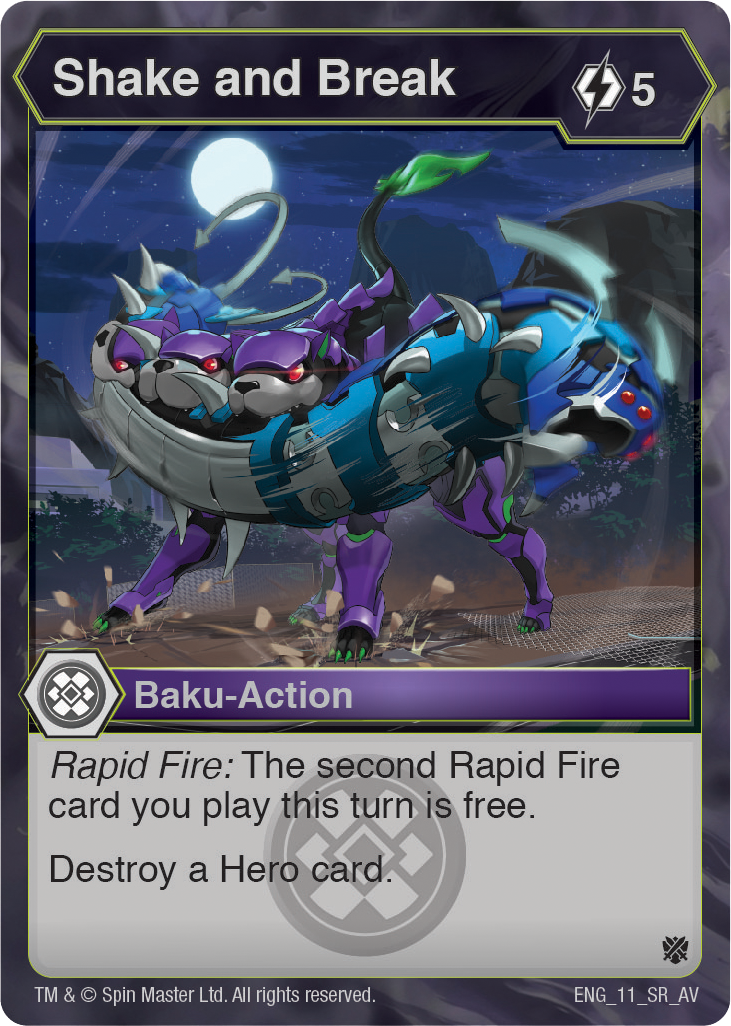 Shake and Break
5
Baku-Action
Rapid Fire: The second Rapid Fire
card you play this turn is free.
Destroy a Hero card.
TM & © Spin Master Ltd. All rights reserved.
ENG_11_SR_AV